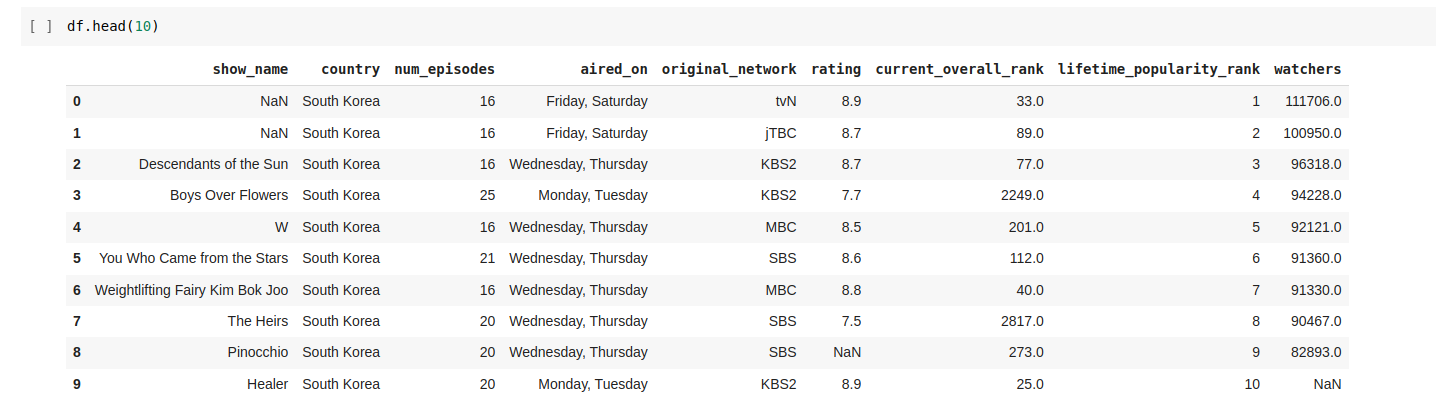 [ ] df.head(10)
show_name country num_episodes aired_on original_network rating current_overall_rank lifetime_popularity_rank watchers
0 NaN South Korea 16 Friday, Saturday tvN 8.9 33.0 1 111706.0
1 NaN South Korea 16 Friday, Saturday jTBC 8.7 89.0 2 100950.0
2 Descendants of the Sun South Korea 16 Wednesday, Thursday KBS2 8.7 77.0 3 96318.0
3 Boys Over Flowers South Korea 25 Monday, Tuesday KBS2 7.7 2249.0 4 94228.0
4 W South Korea 16 Wednesday, Thursday MBC 8.5 201.0 5 92121.0
5 You Who Came from the Stars South Korea 21 Wednesday, Thursday SBS 8.6 112.0 6 91360.0
6 Weightlifting Fairy Kim Bok Joo South Korea 16 Wednesday, Thursday MBC 8.8 40.0 7 91330.0
7 The Heirs South Korea 20 Wednesday, Thursday SBS 7.5 2817.0 8 90467.0
8 Pinocchio South Korea 20 Wednesday, Thursday SBS NaN 273.0 9 82893.0
9 Healer South Korea 20 Monday, Tuesday KBS2 8.9 25.0 10 NaN